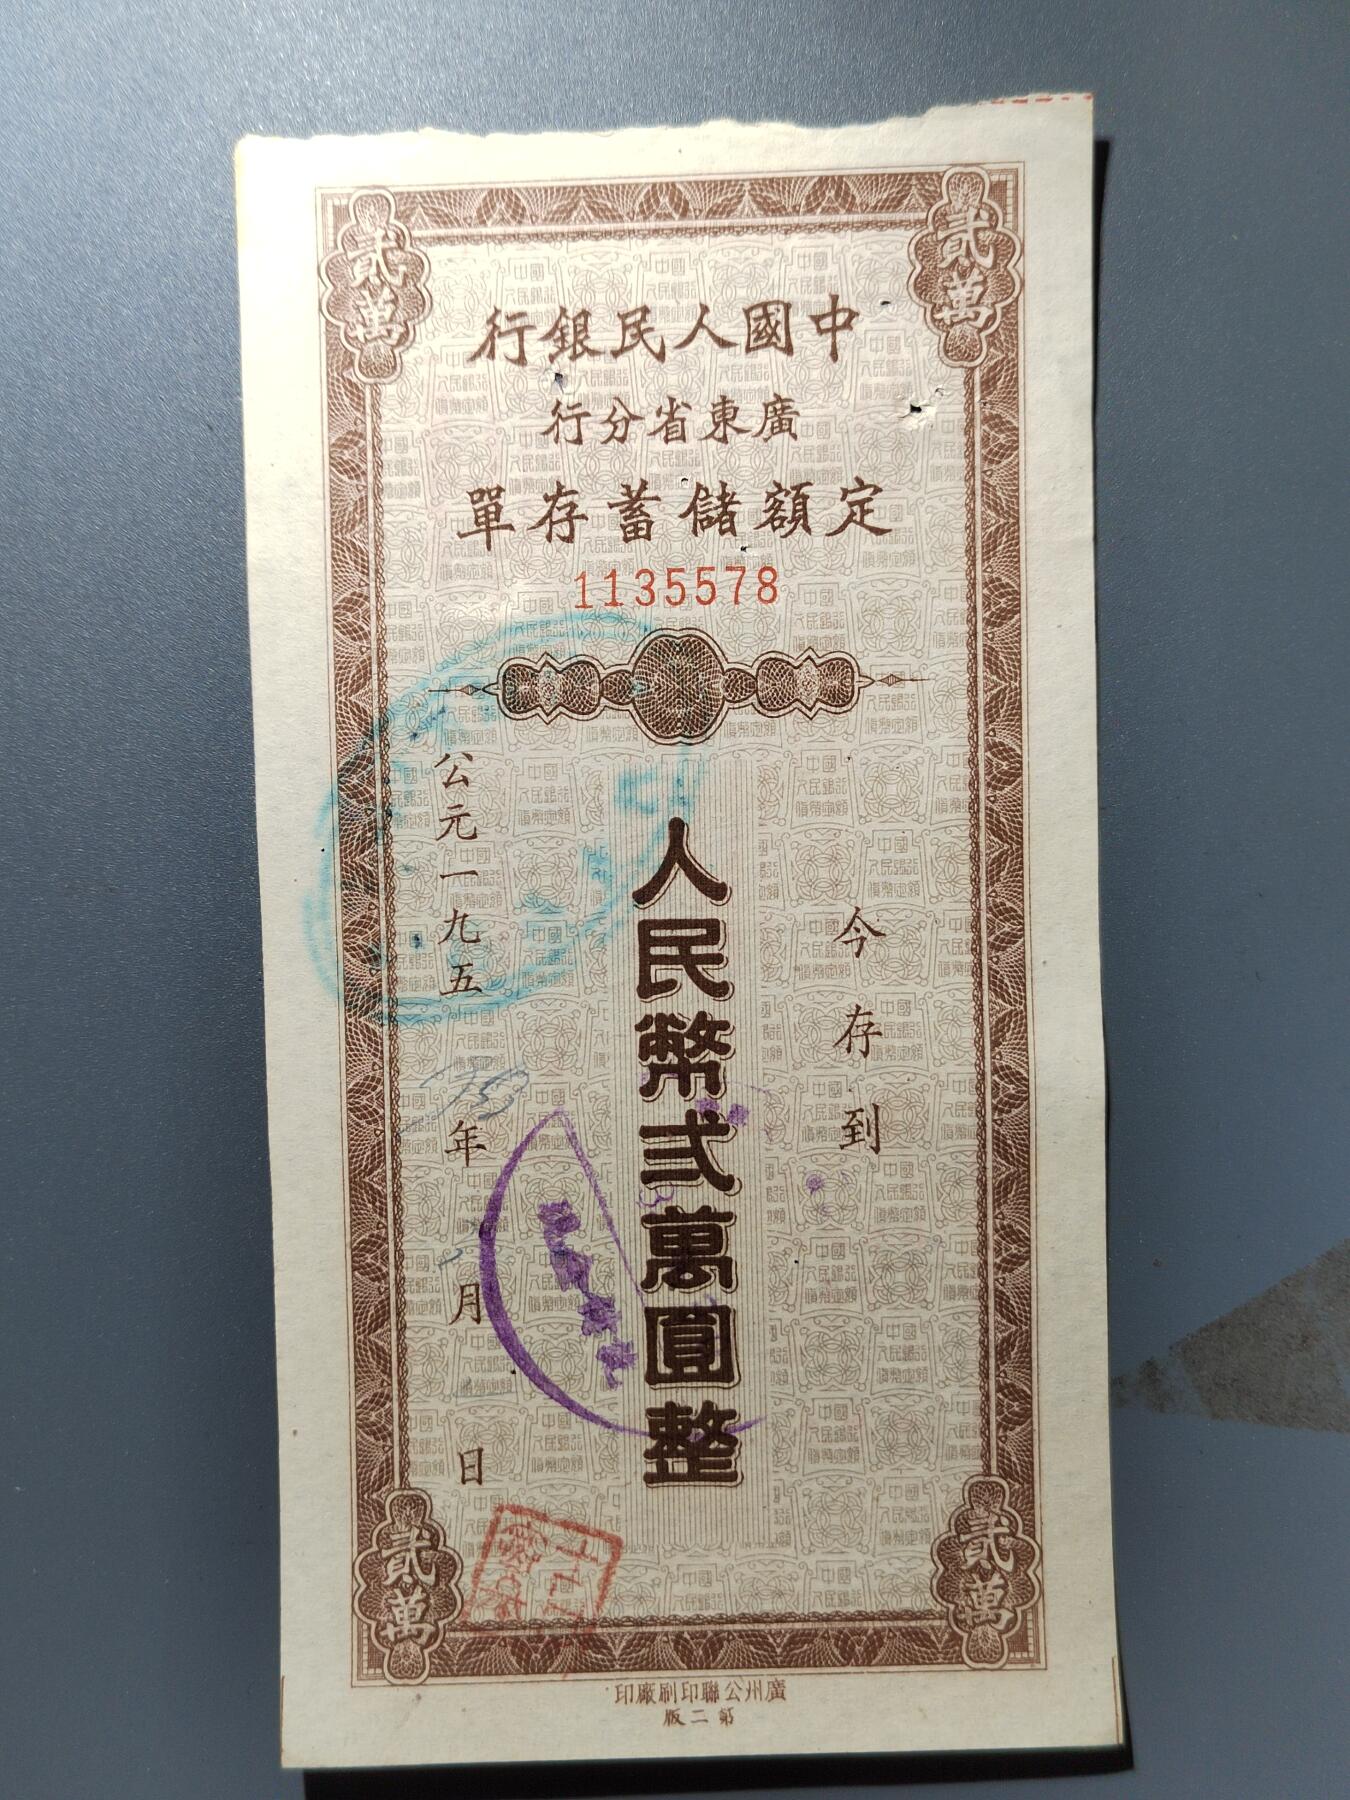 貳萬
貳萬
中國人民銀行
廣東省分行
定額儲蓄存單
1135578
今存到
人民幣弍萬圓整
公元一九五 年 月 日
貳萬
貳萬
廣州公聯印刷廠印
第二版